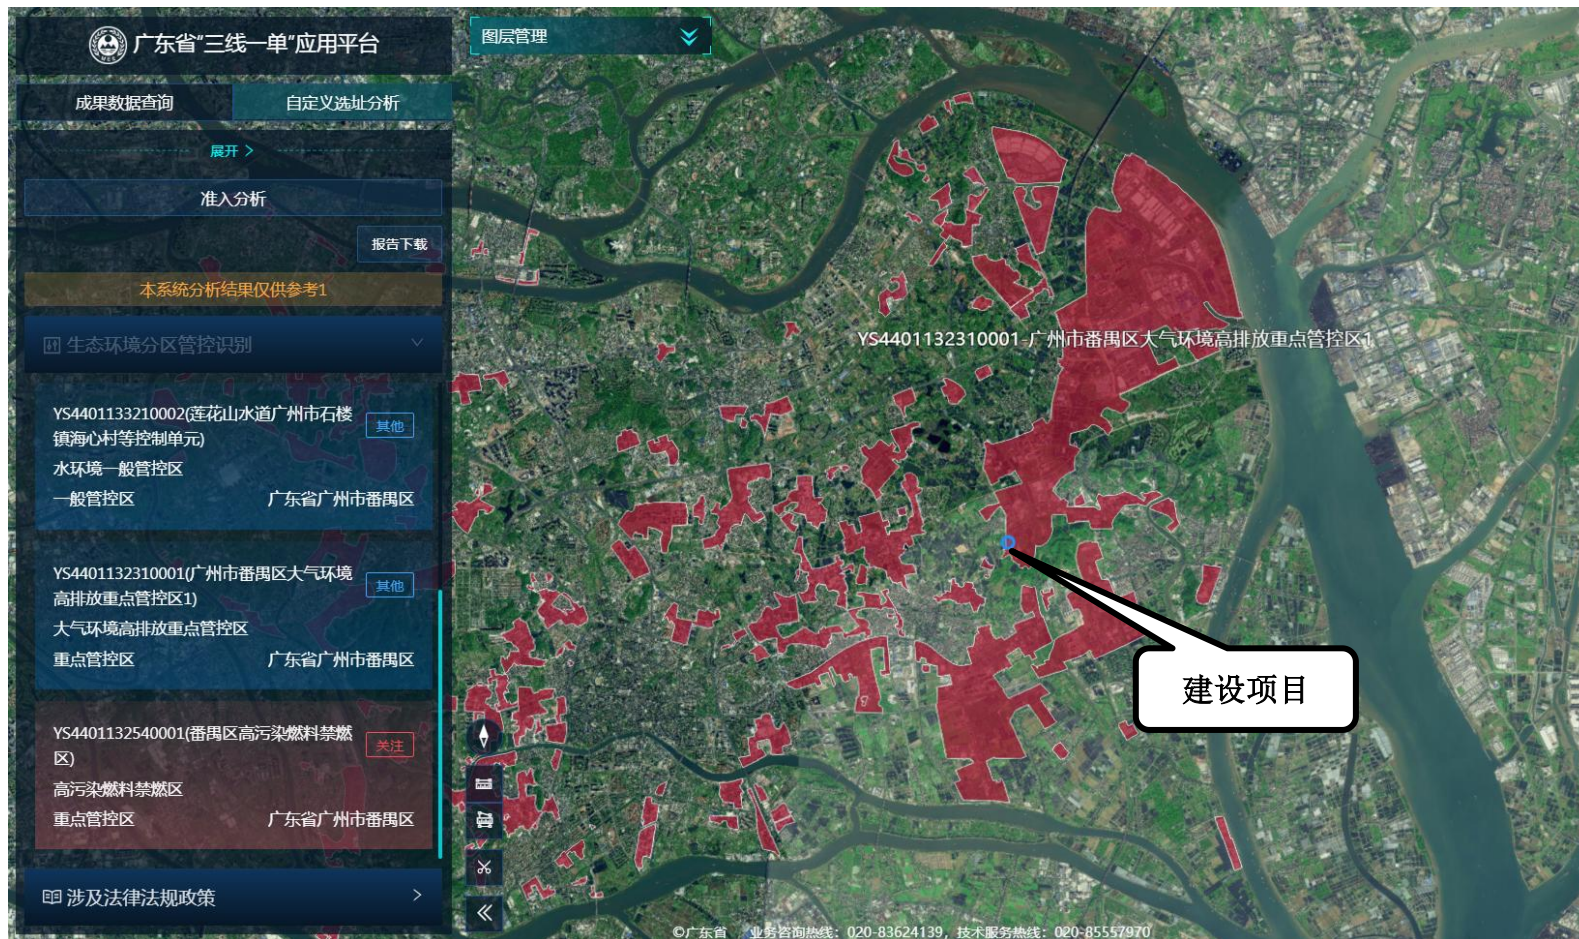 广东省“三线一单”应用平台
成果数据查询
自定义选址分析
展开 >
准入分析
报告下载
本系统分析结果仅供参考1
生态环境分区管控识别
YS4401133210002(莲花山水道广州市石楼
镇海心村等控制单元)
其他
水环境一般管控区
一般管控区
广东省广州市番禺区
YS4401132310001(广州市番禺区大气环境
高排放重点管控区1)
其他
大气环境高排放重点管控区
重点管控区
广东省广州市番禺区
YS4401132540001(番禺区高污染燃料禁燃
区)
关注
高污染燃料禁燃区
重点管控区
广东省广州市番禺区
涉及法律法规政策
图层管理
YS4401132310001-广州市番禺区大气环境高排放重点管控区1
建设项目
©广东省 业务咨询热线：020-83624139，技术服务热线：020-85557970